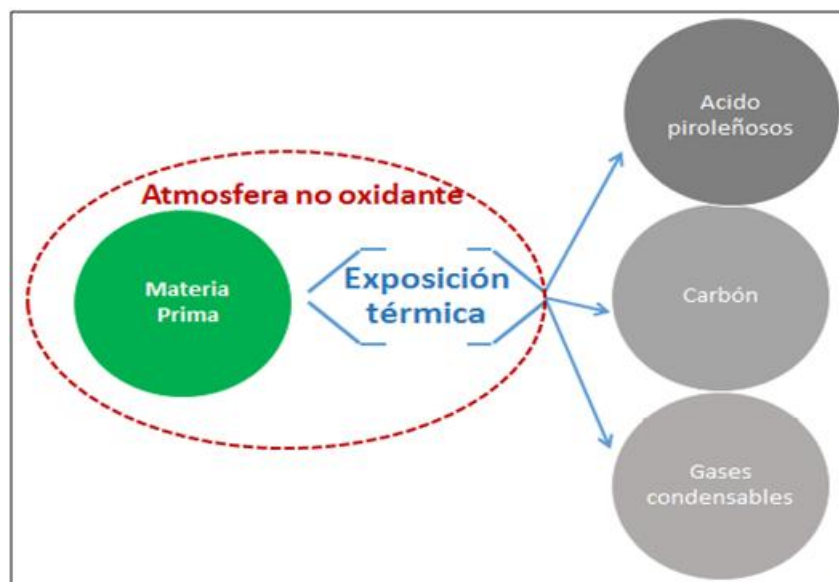 Atmosfera no oxidante
Materia
Prima
Exposición
térmica
Acido
piroleñosos
Carbón
Gases
condensables